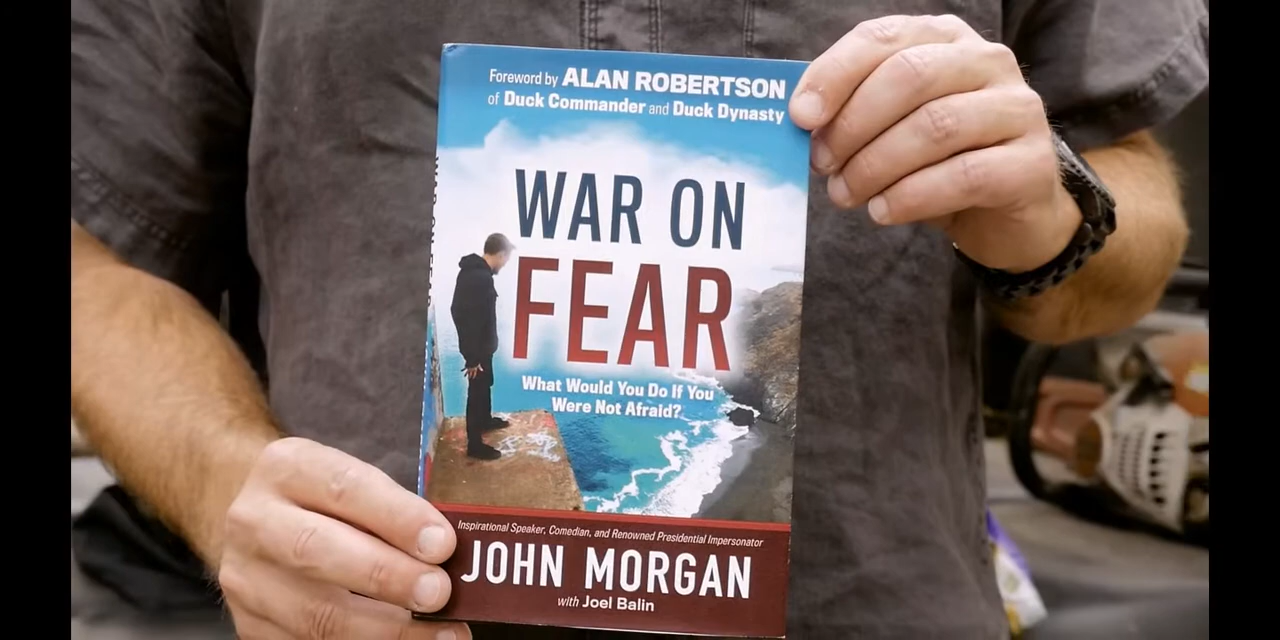 Foreword by ALAN ROBERTSON
of Duck Commander and Duck Dynasty
WAR ON
FEAR
What Would You Do If You
Were Not Afraid?
Inspirational Speaker, Comedian, and Renowned Presidential Impersonator
JOHN MORGAN
with Joel Balin